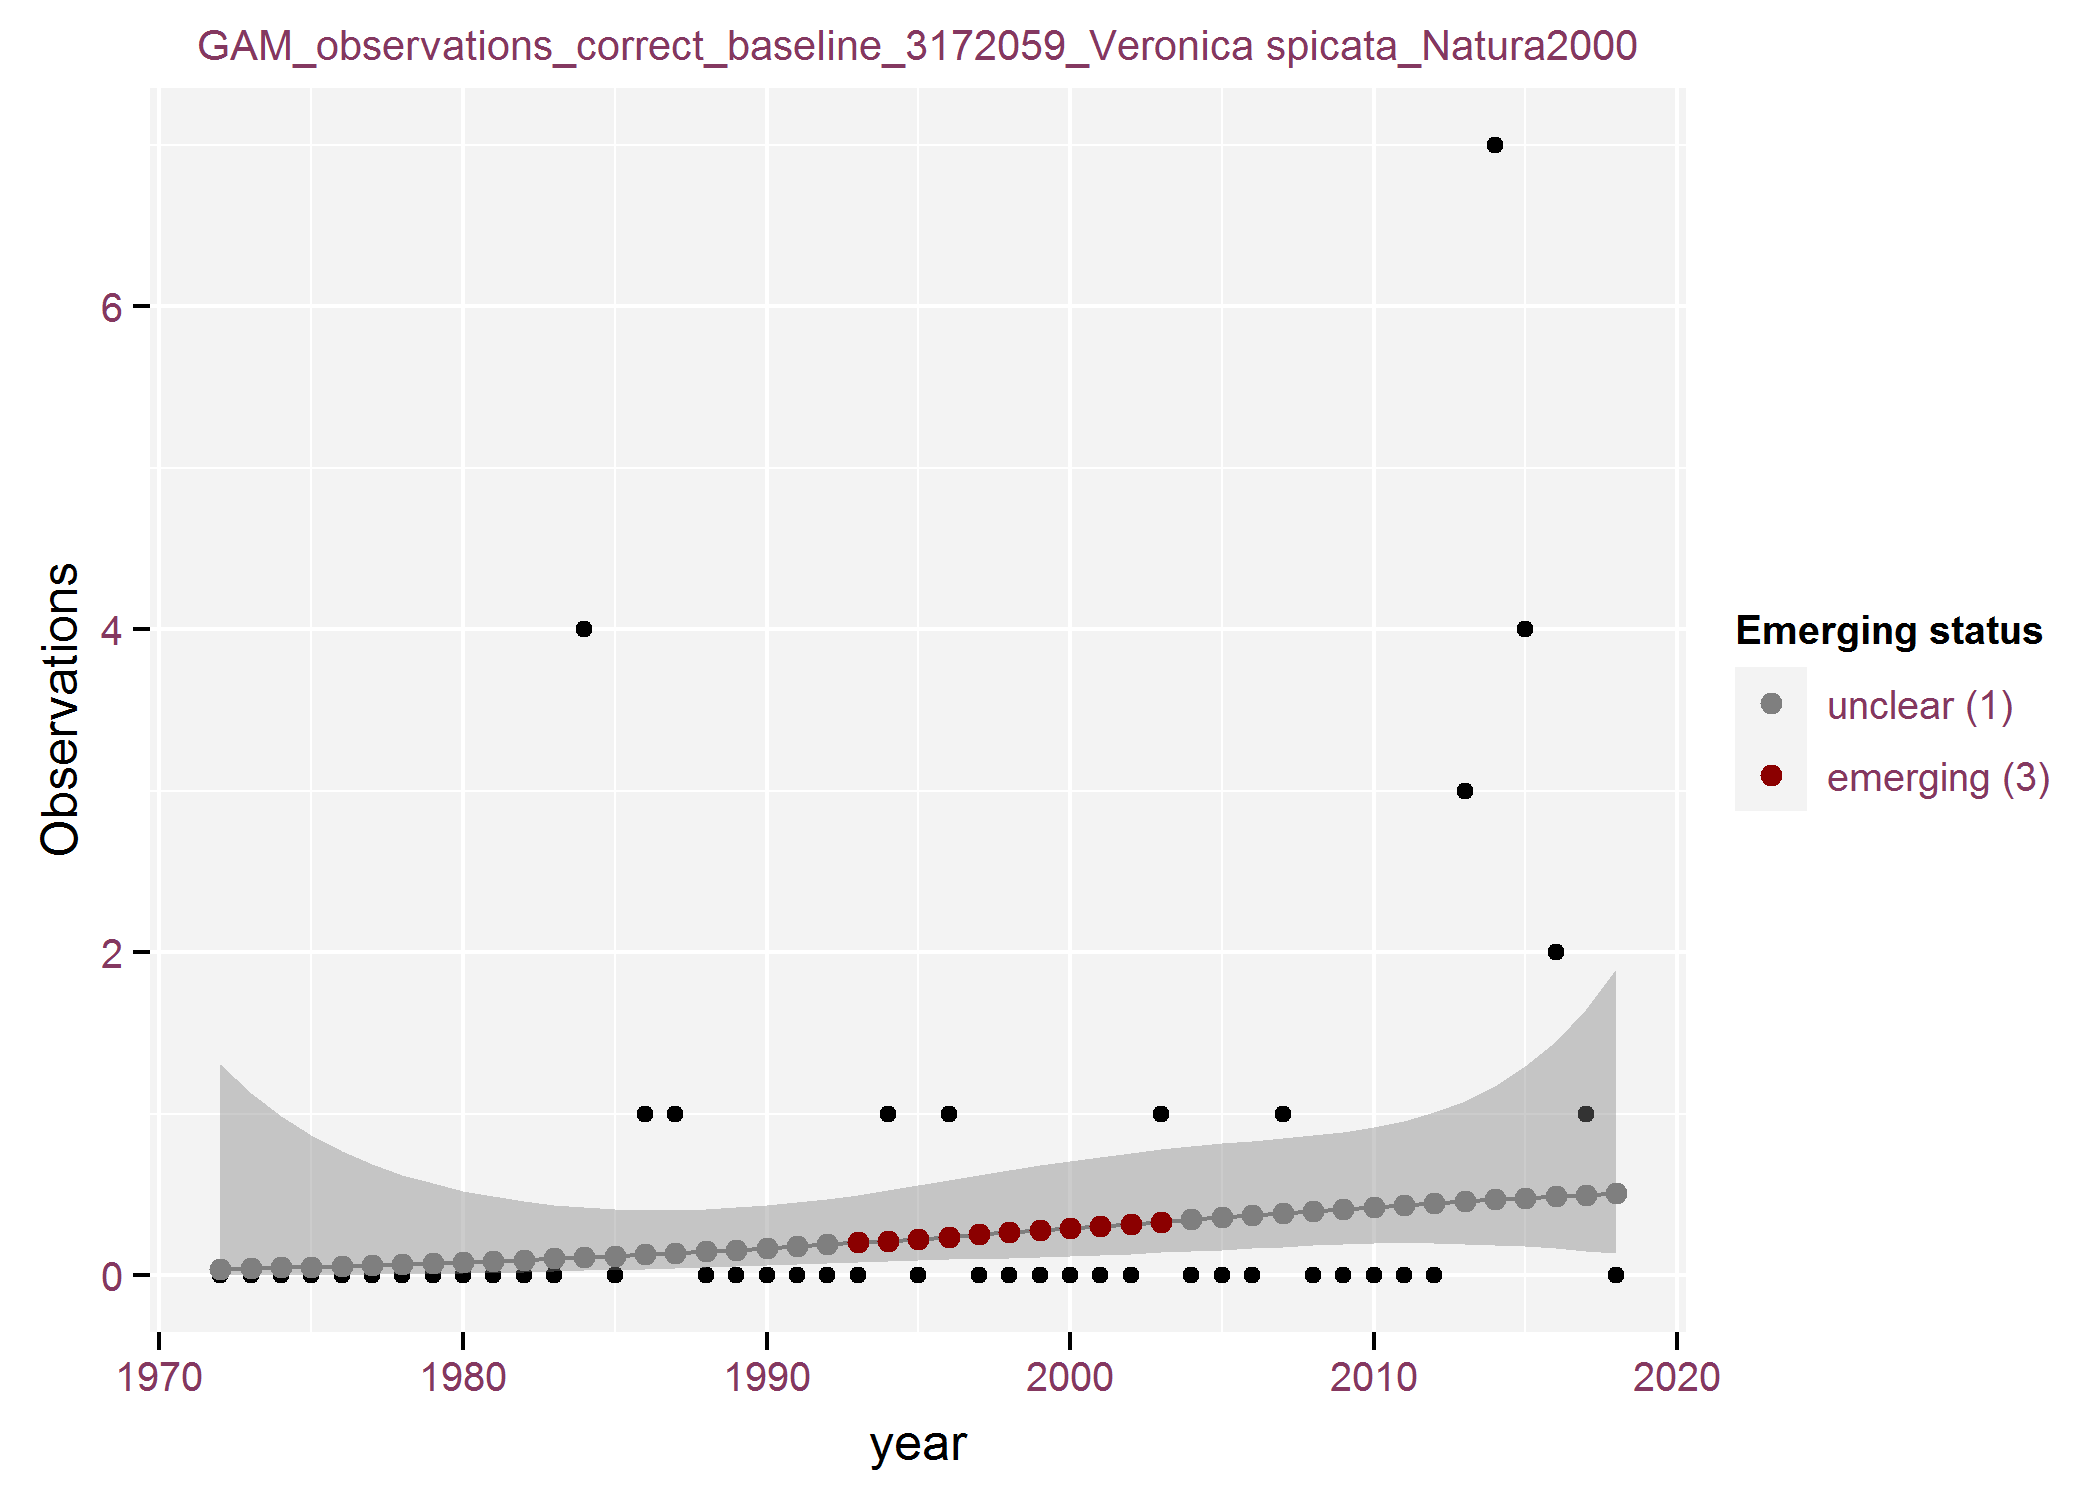 GAM_observations_correct_baseline_3172059_Veronica spicata_Natura2000
6
4
2
0
Observations
1970 1980 1990 2000 2010 2020
year
Emerging status
unclear (1)
emerging (3)